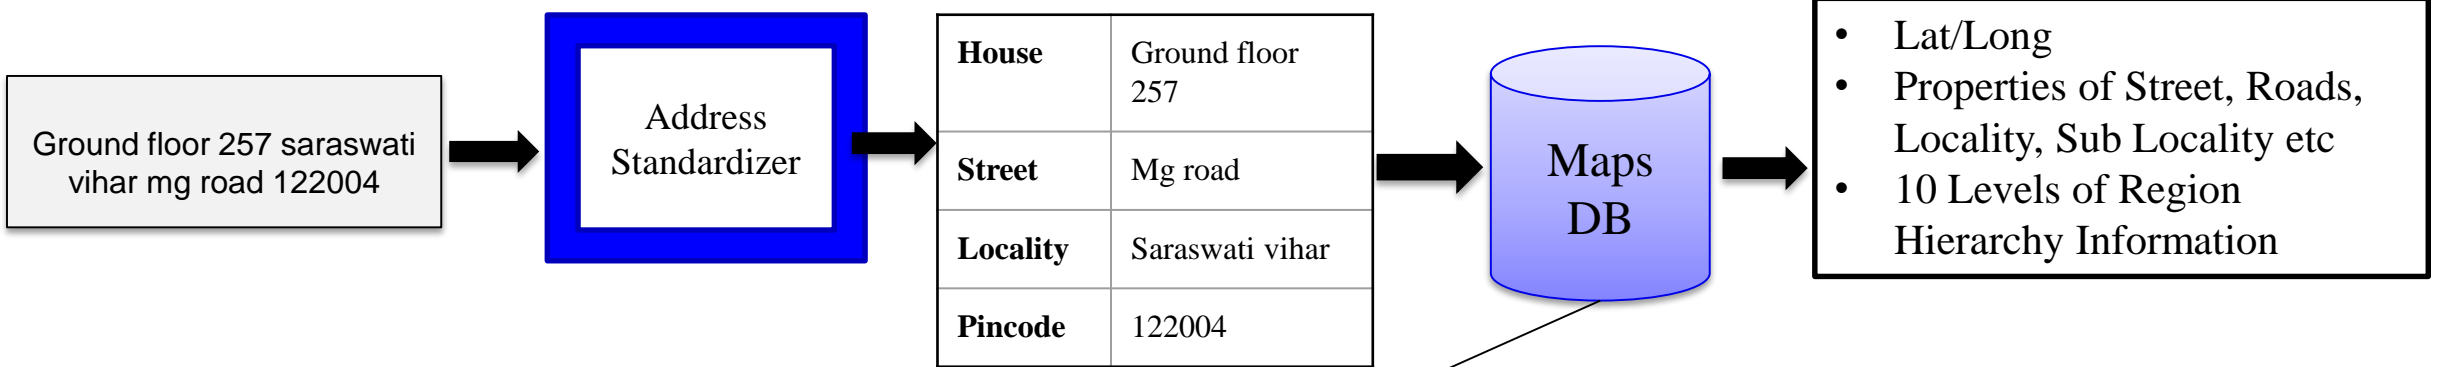 Ground floor 257 saraswati
vihar mg road 122004
Address
Standardizer
House Ground floor
257
Street Mg road
Locality Saraswati vihar
Pincode 122004
Maps
DB
• Lat/Long
• Properties of Street, Roads,
Locality, Sub Locality etc
• 10 Levels of Region
Hierarchy Information